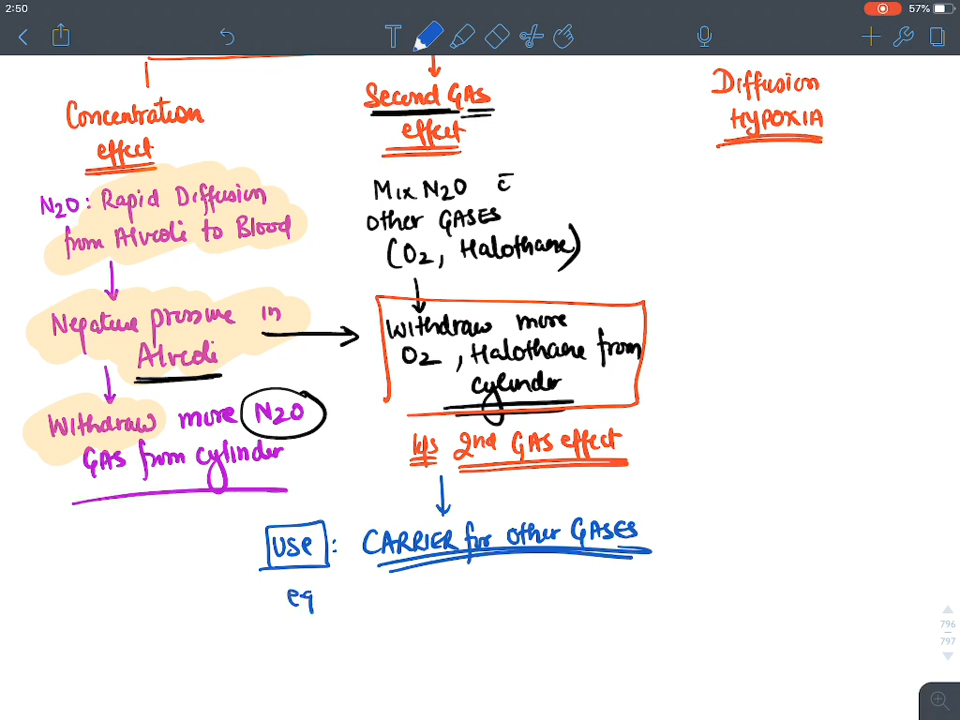 2:50
57%
T
Concentration
effect
N2O: Rapid Diffusion
from Alveoli to Blood
Negative pressure in
Alveoli
Withdraw more N2O
GAS from cylinder
Second GAS
effect
Mix N2O c̄
other GASES
(O2, Halothane)
Withdraw more
O2, Halothane from
cylinder
k/s 2nd GAS effect
USE : CARRIER for other GASES
eg
Diffusion
HYPOXIA
796
797